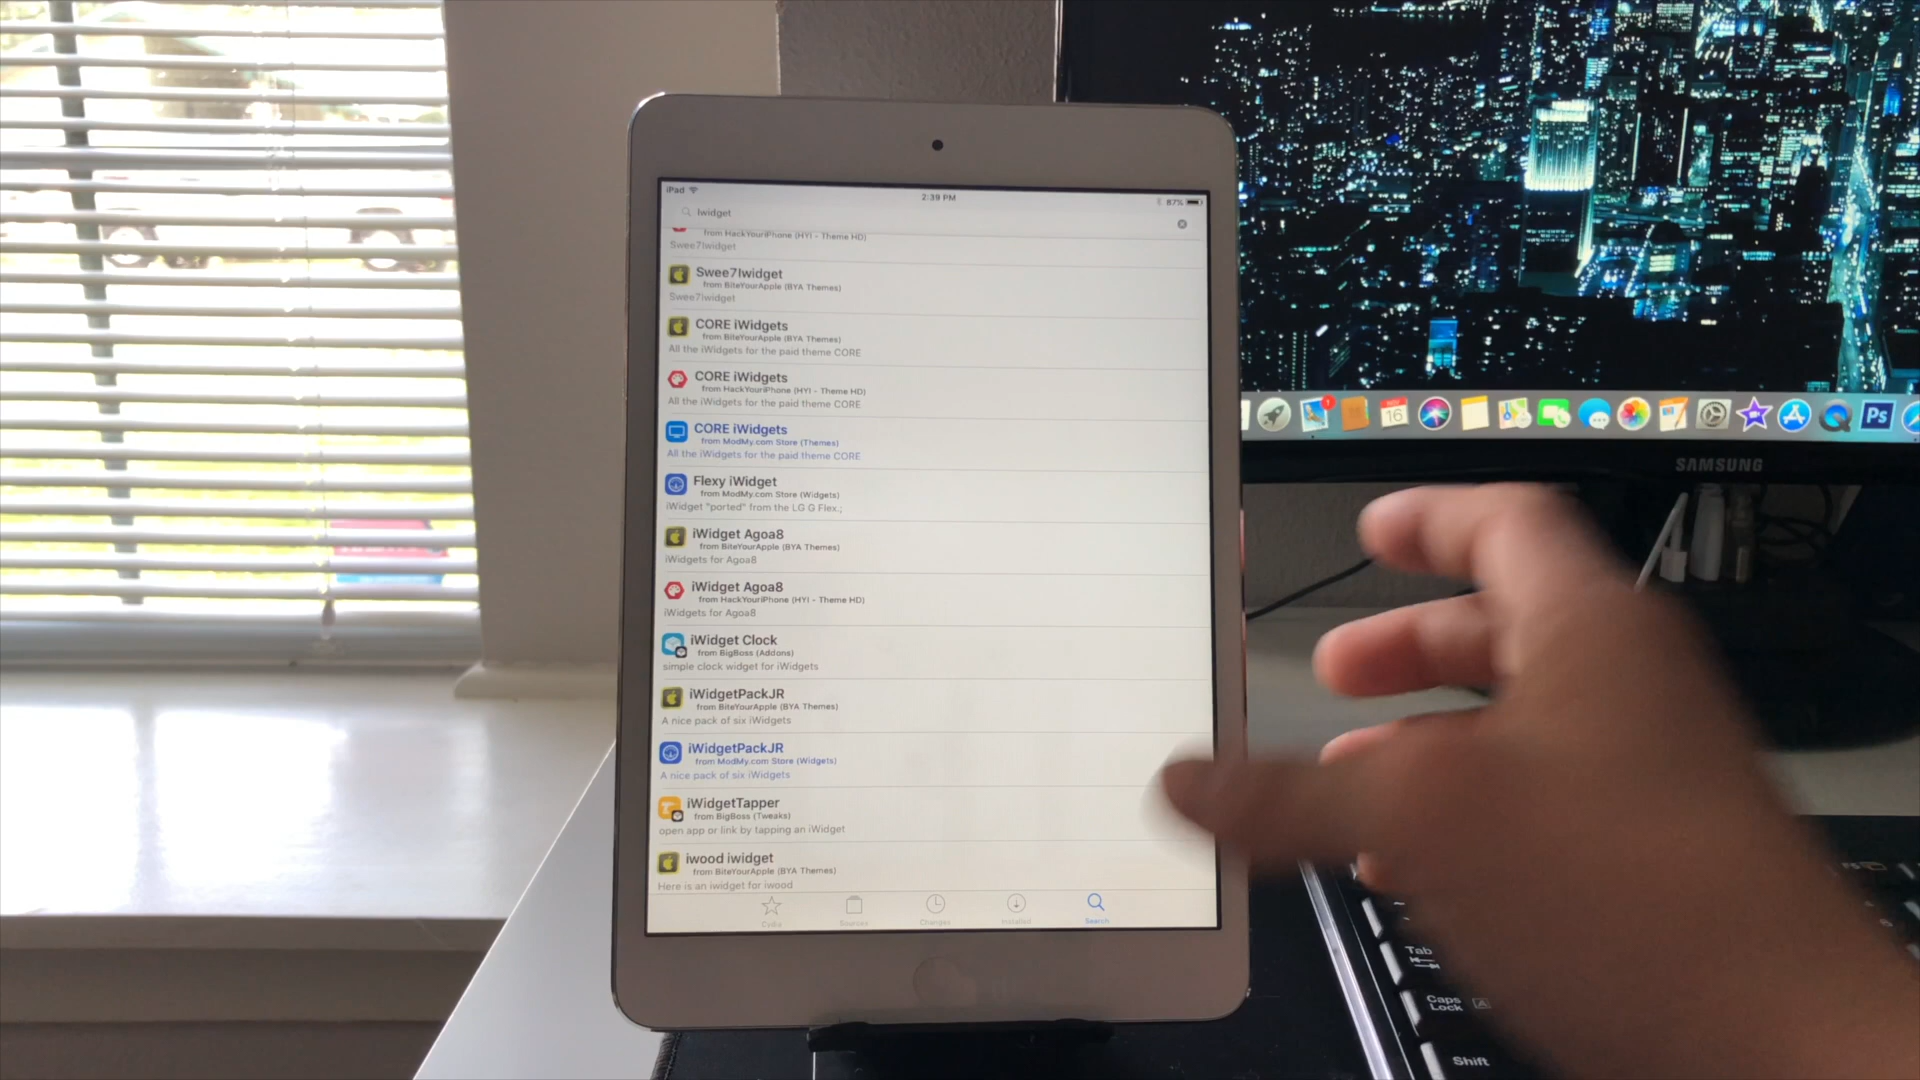 iPad
2:39 PM
87%
Iwidget
from HackYouriPhone (HYI - Theme HD)
Swee7Iwidget
Swee7Iwidget
from BiteYourApple (BYA Themes)
Swee7Iwidget
CORE iWidgets
from BiteYourApple (BYA Themes)
All the iWidgets for the paid theme CORE
CORE iWidgets
from HackYouriPhone (HYI - Theme HD)
All the iWidgets for the paid theme CORE
CORE iWidgets
from ModMy.com Store (Themes)
All the iWidgets for the paid theme CORE
Flexy iWidget
from ModMy.com Store (Widgets)
iWidget "ported" from the LG G Flex.;
iWidget Agoa8
from BiteYourApple (BYA Themes)
iWidgets for Agoa8
iWidget Agoa8
from HackYouriPhone (HYI - Theme HD)
iWidgets for Agoa8
iWidget Clock
from BigBoss (Addons)
simple clock widget for iWidgets
iWidgetPackJR
from BiteYourApple (BYA Themes)
A nice pack of six iWidgets
iWidgetPackJR
from ModMy.com Store (Widgets)
A nice pack of six iWidgets
iWidgetTapper
from BigBoss (Tweaks)
open app or link by tapping an iWidget
iwood iwidget
from BiteYourApple (BYA Themes)
Here is an iwidget for iwood
Cydia
Sources
Changes
Installed
Search
1
NOV
16
Ps
SAMSUNG
F5
Tab
Caps
Lock
A
Shift